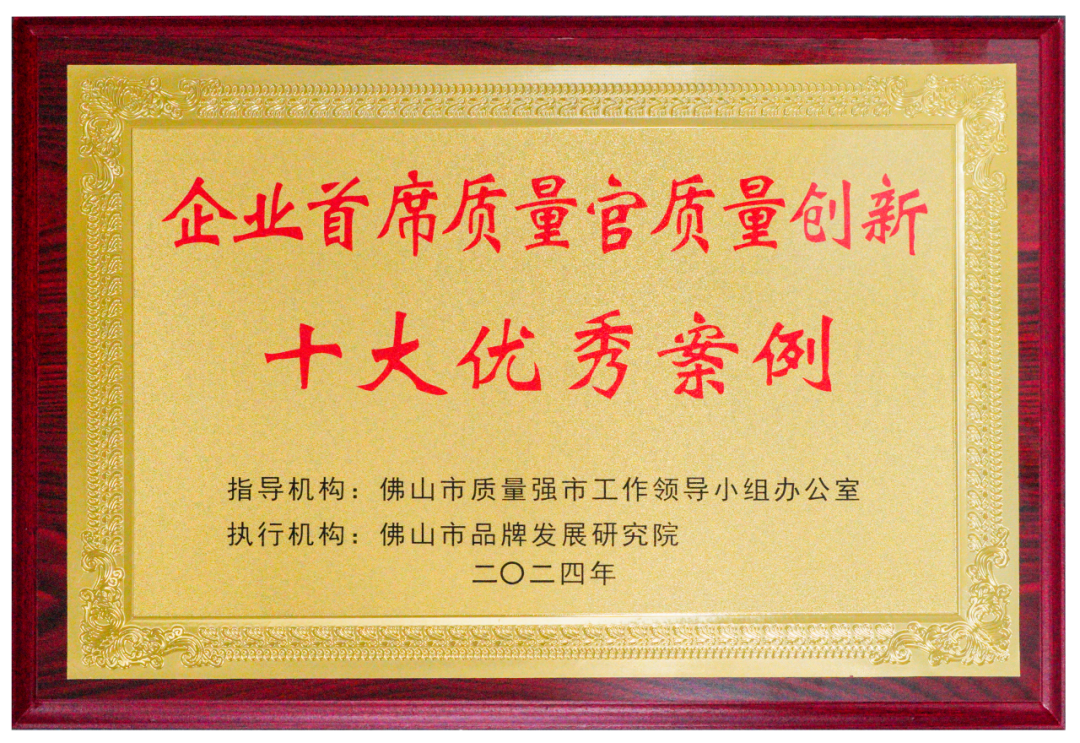 企业首席质量官质量创新
十大优秀案例
指导机构：佛山市质量强市工作领导小组办公室
执行机构：佛山市品牌发展研究院
二〇二四年